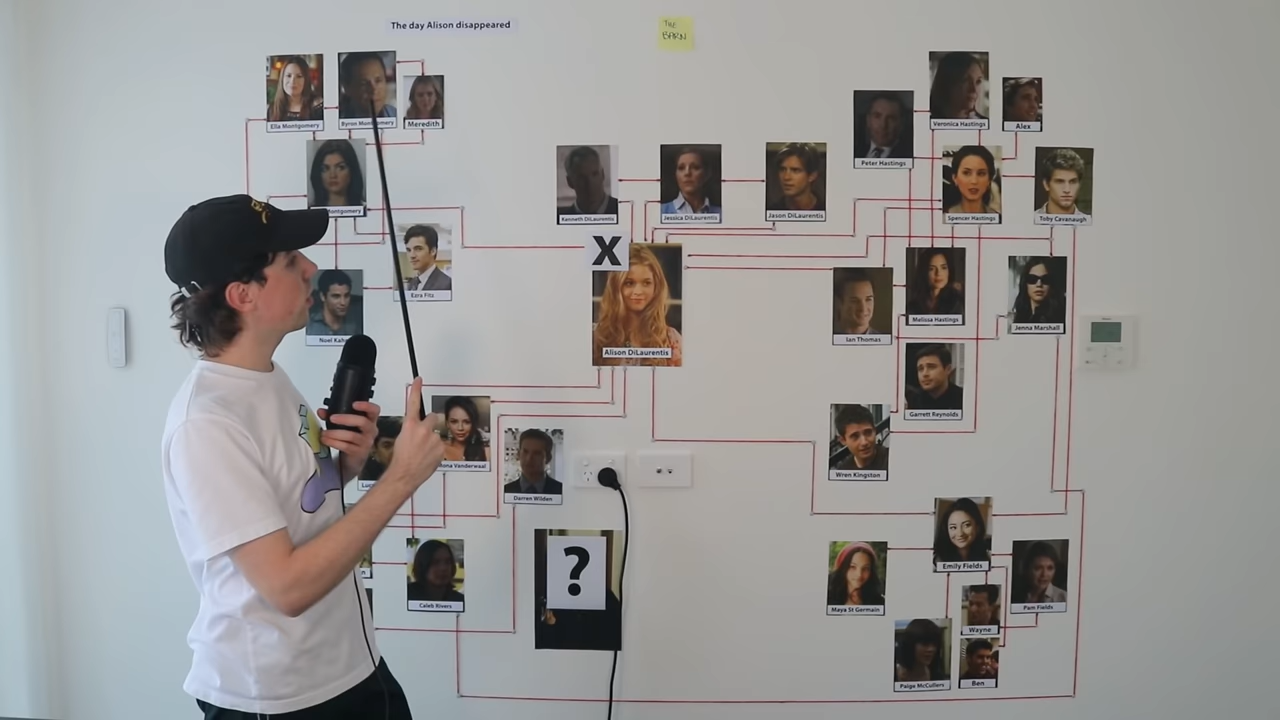 The day Alison disappeared
THE
BARN
Ella Montgomery
Byron Montgomery
Meredith
Montgomery
Ezra Fitz
Noel Kahn
Kenneth DiLaurentis
Jessica DiLaurentis
Jason DiLaurentis
X
Alison DiLaurentis
Veronica Hastings
Alex
Peter Hastings
Spencer Hastings
Toby Cavanaugh
Melissa Hastings
Jenna Marshall
Ian Thomas
Garrett Reynolds
Wren Kingston
Vanderwaal
Darren Wilden
?
Caleb Rivers
Emily Fields
Maya St Germain
Pam Fields
Wayne
Paige McCullers
Ben